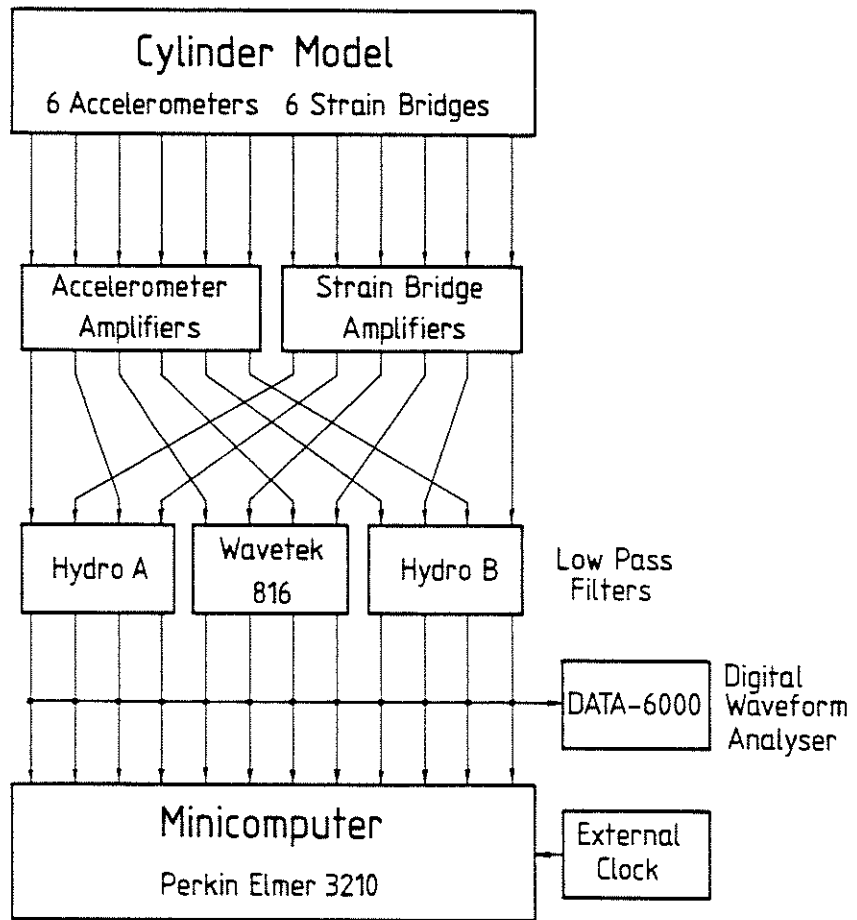 Cylinder Model
6 Accelerometers 6 Strain Bridges
Accelerometer
Amplifiers
Strain Bridge
Amplifiers
Hydro A
Wavetek
816
Hydro B
Low Pass
Filters
DATA-6000
Digital
Waveform
Analyser
Minicomputer
Perkin Elmer 3210
External
Clock